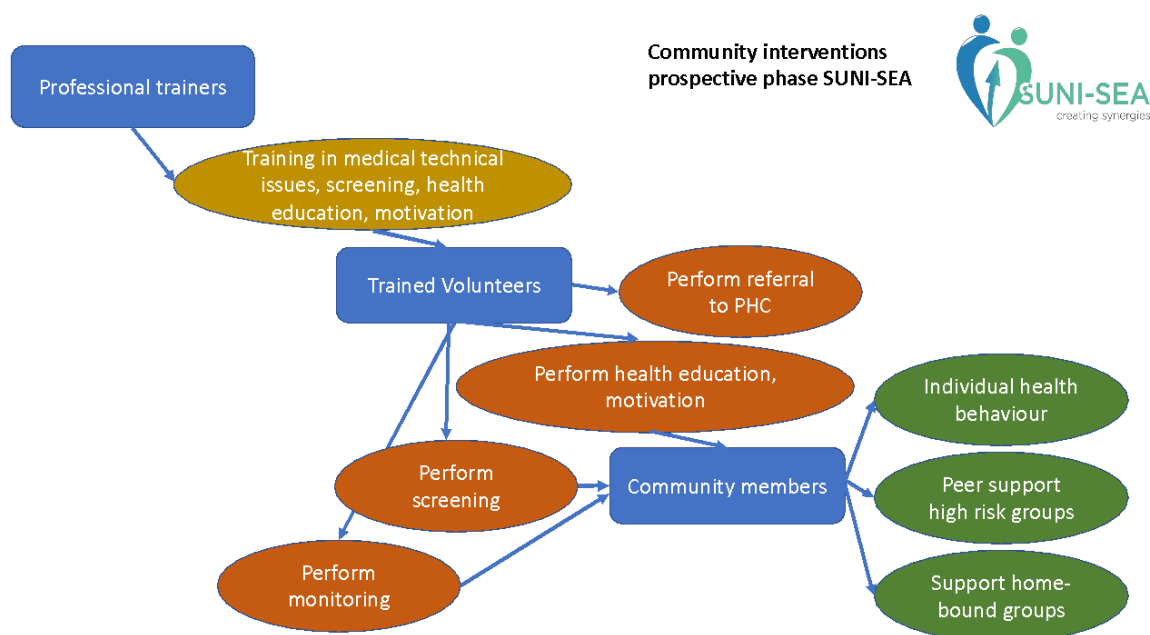 Community interventions
prospective phase SUNI-SEA
SUNI-SEA
creating synergies
Professional trainers
Training in medical technical
issues, screening, health
education, motivation
Trained Volunteers
Perform referral
to PHC
Perform health education,
motivation
Individual health
behaviour
Perform
screening
Community members
Peer support
high risk groups
Perform
monitoring
Support home-
bound groups